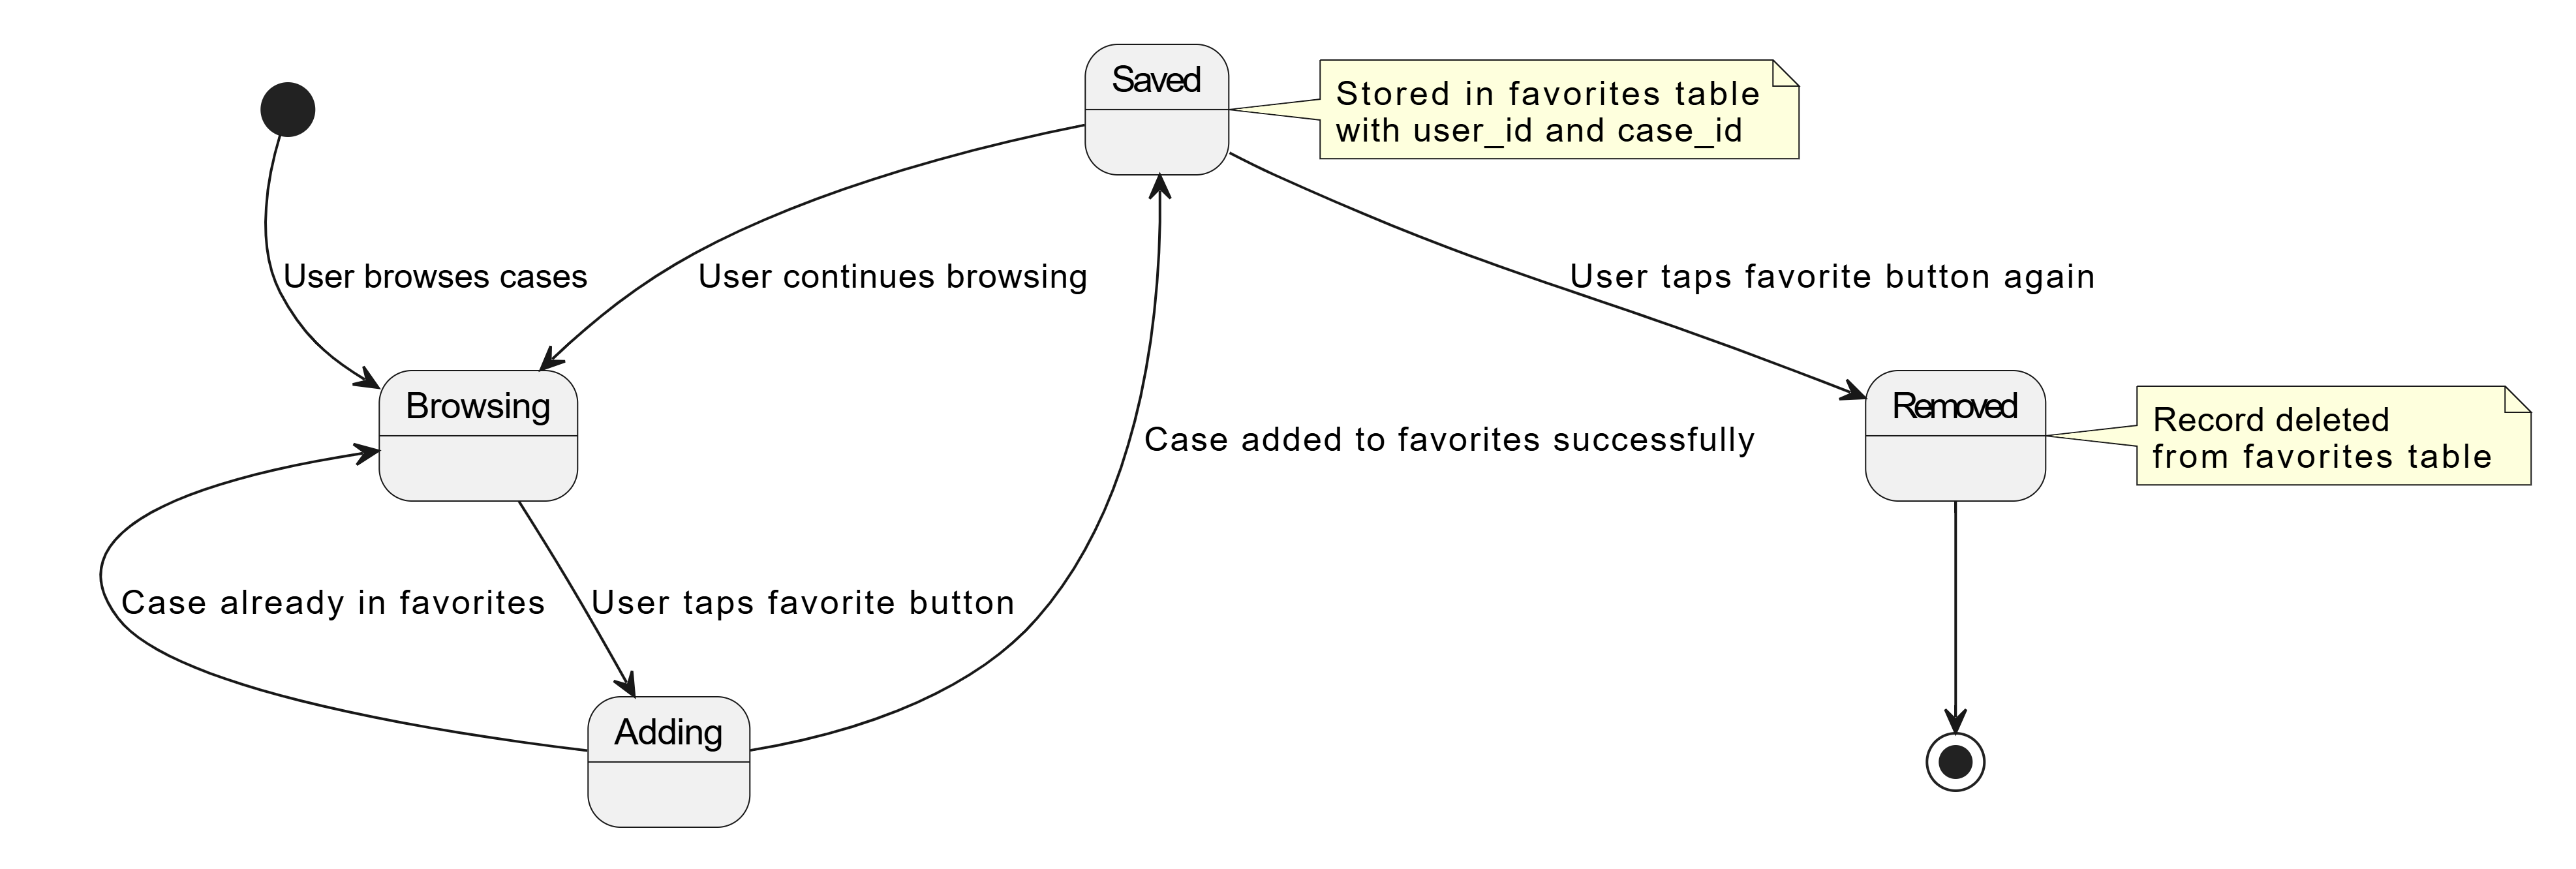 Saved
Stored in favorites table
with user_id and case_id
User browses cases
User continues browsing
User taps favorite button again
Browsing
Removed
Record deleted
from favorites table
Case added to favorites successfully
Case already in favorites
User taps favorite button
Adding